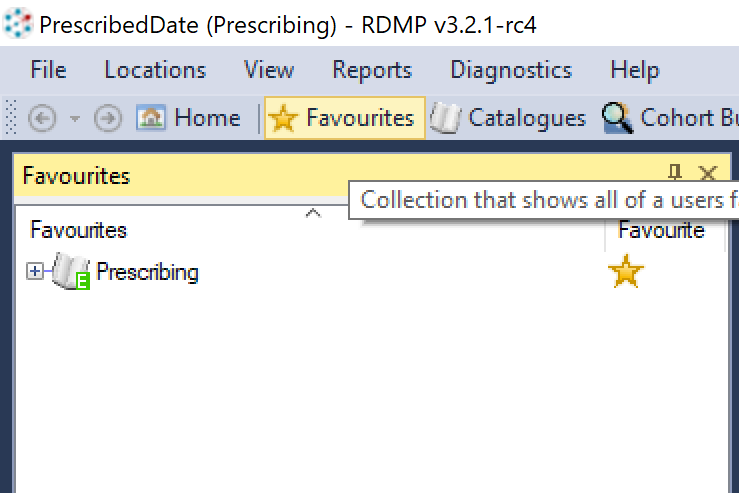 PrescribedDate (Prescribing) - RDMP v3.2.1-rc4
File Locations View Reports Diagnostics Help
Home Favourites Catalogues Cohort
Favourites
Collection that shows all of a users
Favourites Favourite
E Prescribing